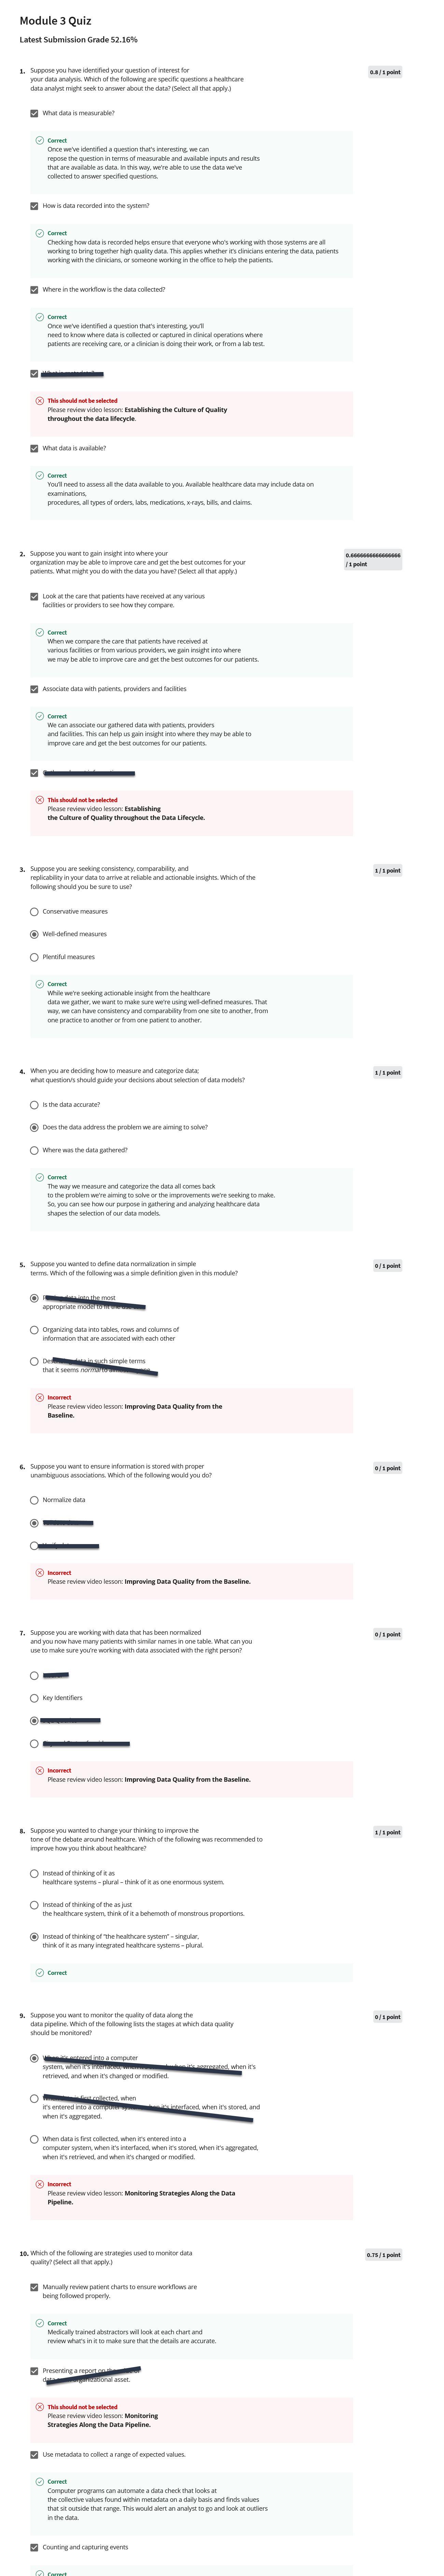 Module 3 Quiz
Latest Submission Grade 52.16%
1. Suppose you have identified your question of interest for
your data analysis. Which of the following are specific questions a healthcare
data analyst might seek to answer about the data? (Select all that apply.)
0.8 / 1 point
What data is measurable?
Correct
Once we've identified a question that's interesting, we can
repose the question in terms of measurable and available inputs and results
that are available as data. In this way, we're able to use the data we've
collected to answer specified questions.
How is data recorded into the system?
Correct
Checking how data is recorded helps ensure that everyone who's working with those systems are all
working to bring together high quality data. This applies whether it's clinicians entering the data, patients
working with the clinicians, or someone working in the office to help the patients.
Where in the workflow is the data collected?
Correct
Once we've identified a question that's interesting, you'll
need to know where data is collected or captured in clinical operations where
patients are receiving care, or a clinician is doing their work, or from a lab test.
This should not be selected
Please review video lesson: Establishing the Culture of Quality
throughout the data lifecycle.
What data is available?
Correct
You'll need to assess all the data available to you. Available healthcare data may include data on
examinations,
procedures, all types of orders, labs, medications, x-rays, bills, and claims.
2. Suppose you want to gain insight into where your
organization may be able to improve care and get the best outcomes for your
patients. What might you do with the data you have? (Select all that apply.)
0.6666666666666666
/ 1 point
Look at the care that patients have received at any various
facilities or providers to see how they compare.
Correct
When we compare the care that patients have received at
various facilities or from various providers, we gain insight into where
we may be able to improve care and get the best outcomes for our patients.
Associate data with patients, providers and facilities
Correct
We can associate our gathered data with patients, providers
and facilities. This can help us gain insight into where they may be able to
improve care and get the best outcomes for our patients.
This should not be selected
Please review video lesson: Establishing
the Culture of Quality throughout the Data Lifecycle.
3. Suppose you are seeking consistency, comparability, and
replicability in your data to arrive at reliable and actionable insights. Which of the
following should you be sure to use?
1 / 1 point
Conservative measures
Well-defined measures
Plentiful measures
Correct
While we're seeking actionable insight from the healthcare
data we gather, we want to make sure we're using well-defined measures. That
way, we can have consistency and comparability from one site to another, from
one practice to another or from one patient to another.
4. When you are deciding how to measure and categorize data;
what question/s should guide your decisions about selection of data models?
1 / 1 point
Is the data accurate?
Does the data address the problem we are aiming to solve?
Where was the data gathered?
Correct
The way we measure and categorize the data all comes back
to the problem we're aiming to solve or the improvements we're seeking to make.
So, you can see how our purpose in gathering and analyzing healthcare data
shapes the selection of our data models.
5. Suppose you wanted to define data normalization in simple
terms. Which of the following was a simple definition given in this module?
0 / 1 point
into the most
appropriate model to fit
Organizing data into tables, rows and columns of
information that are associated with each other
in such simple terms
that it seems normal to
Incorrect
Please review video lesson: Improving Data Quality from the
Baseline.
6. Suppose you want to ensure information is stored with proper
unambiguous associations. Which of the following would you do?
0 / 1 point
Normalize data
Incorrect
Please review video lesson: Improving Data Quality from the Baseline.
7. Suppose you are working with data that has been normalized
and you now have many patients with similar names in one table. What can you
use to make sure you're working with data associated with the right person?
0 / 1 point
Key Identifiers
Incorrect
Please review video lesson: Improving Data Quality from the Baseline.
8. Suppose you wanted to change your thinking to improve the
tone of the debate around healthcare. Which of the following was recommended to
improve how you think about healthcare?
1 / 1 point
Instead of thinking of it as
healthcare systems – plural – think of it as one enormous system.
Instead of thinking of the as just
the healthcare system, think of it a behemoth of monstrous proportions.
Instead of thinking of “the healthcare system” – singular,
think of it as many integrated healthcare systems – plural.
Correct
9. Suppose you want to monitor the quality of data along the
data pipeline. Which of the following lists the stages at which data quality
should be monitored?
0 / 1 point
entered into a computer
system, when it's interfaced, it's aggregated, when it's
retrieved, and when it's changed or modified.
first collected, when
it's entered into a it's interfaced, when it's stored, and
when it's aggregated.
When data is first collected, when it's entered into a
computer system, when it's interfaced, when it's stored, when it's aggregated,
when it's retrieved, and when it's changed or modified.
Incorrect
Please review video lesson: Monitoring Strategies Along the Data
Pipeline.
10. Which of the following are strategies used to monitor data
quality? (Select all that apply.)
0.75 / 1 point
Manually review patient charts to ensure workflows are
being followed properly.
Correct
Medically trained abstractors will look at each chart and
review what's in it to make sure that the details are accurate.
Presenting a report on
organizational asset.
This should not be selected
Please review video lesson: Monitoring
Strategies Along the Data Pipeline.
Use metadata to collect a range of expected values.
Correct
Computer programs can automate a data check that looks at
the collective values found within metadata on a daily basis and finds values
that sit outside that range. This would alert an analyst to go and look at outliers
in the data.
Counting and capturing events
Correct